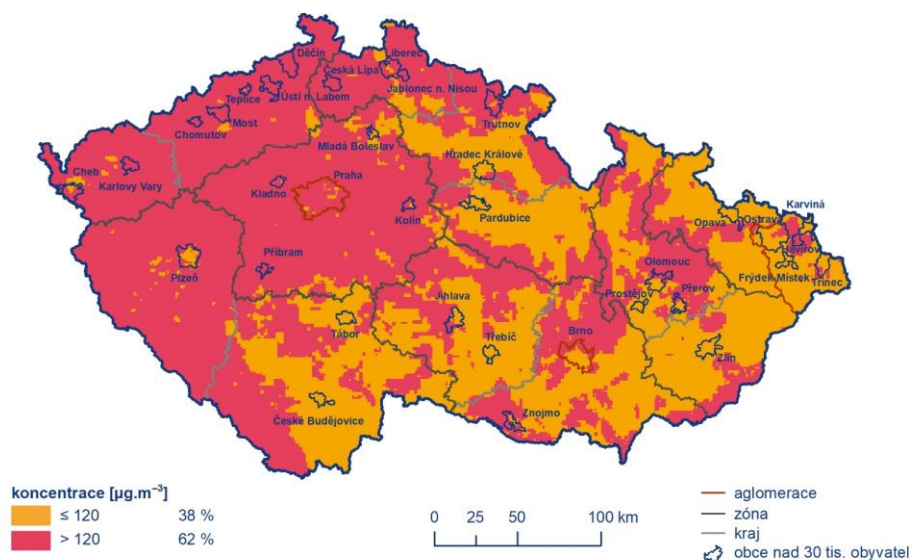 Děčín
Liberec
Česká Lípa
Teplice
Ústí n. Labem
Jablonec n. Nisou
Chomutov
Most
Trutnov
Mladá Boleslav
Hradec Králové
Cheb
Karlovy Vary
Praha
Kladno
Kolín
Pardubice
Karviná
Opava
Ostrava
Havířov
Plzeň
Příbram
Olomouc
Frýdek-Místek
Třinec
Prostějov
Přerov
Jihlava
Tábor
Třebíč
Brno
Zlín
České Budějovice
Znojmo
koncentrace [µg.m⁻³]
≤ 120 38 %
> 120 62 %
0 25 50 100 km
aglomerace
zóna
kraj
obce nad 30 tis. obyvatel